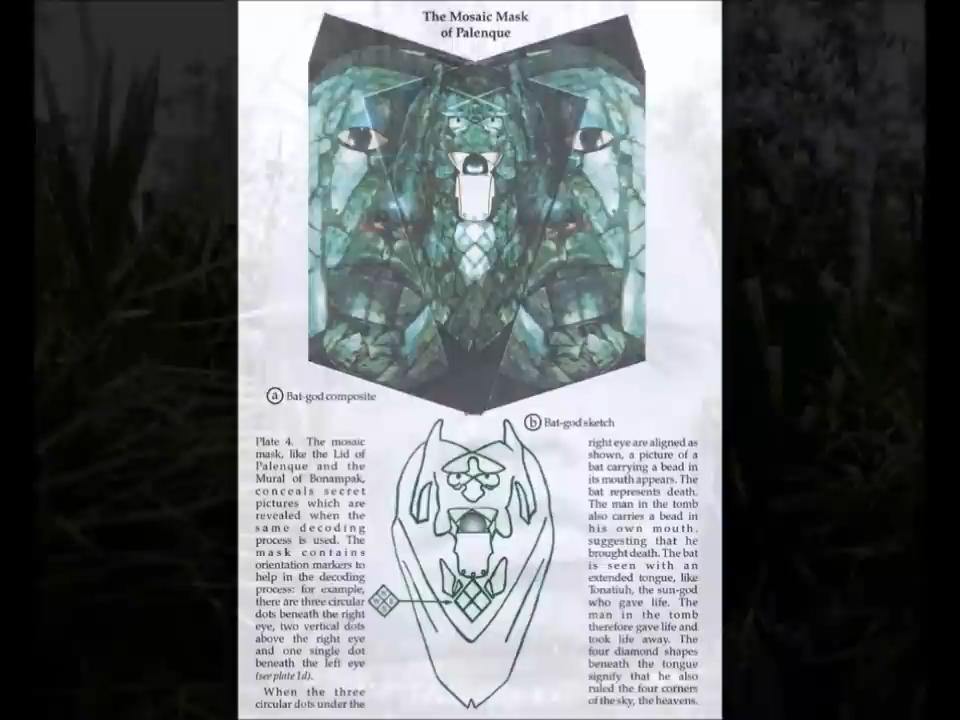 The Mosaic Mask
of Palenque
a Bat-god composite
b Bat-god sketch
Plate 4. The mosaic
mask, like the Lid of
Palenque and the
Mural of Bonampak,
conceals secret
pictures which are
revealed when the
same decoding
process is used. The
mask contains
orientation markers to
help in the decoding
process: for example,
there are three circular
dots beneath the right
eye, two vertical dots
above the right eye
and one single dot
beneath the left eye
(see plate 1d).
When the three
circular dots under the
right eye are aligned as
shown, a picture of a
bat carrying a bead in
its mouth appears. The
bat represents death.
The man in the tomb
also carries a bead in
his own mouth,
suggesting that he
brought death. The bat
is seen with an
extended tongue, like
Tonatiuh, the sun-god
who gave life. The
man in the tomb
therefore gave life and
took life away. The
four diamond shapes
beneath the tongue
signify that he also
ruled the four corners
of the sky, the heavens.